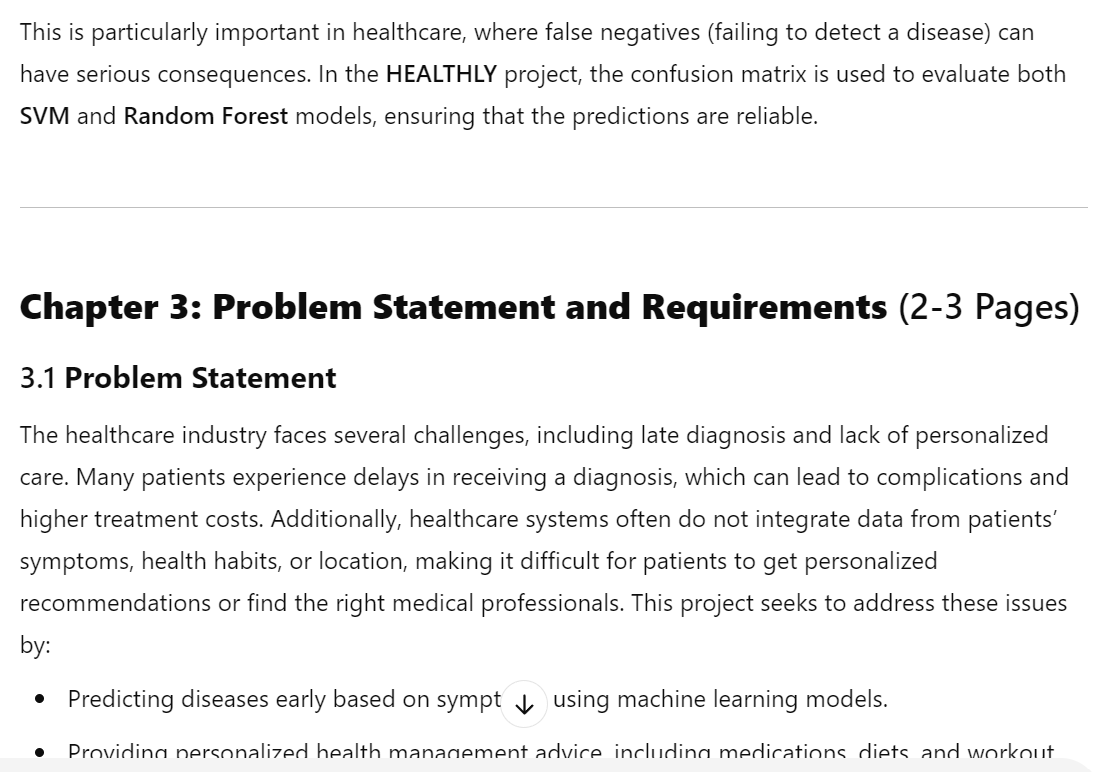 This is particularly important in healthcare, where false negatives (failing to detect a disease) can
have serious consequences. In the HEALTHLY project, the confusion matrix is used to evaluate both
SVM and Random Forest models, ensuring that the predictions are reliable.
Chapter 3: Problem Statement and Requirements (2-3 Pages)
3.1 Problem Statement
The healthcare industry faces several challenges, including late diagnosis and lack of personalized
care. Many patients experience delays in receiving a diagnosis, which can lead to complications and
higher treatment costs. Additionally, healthcare systems often do not integrate data from patients’
symptoms, health habits, or location, making it difficult for patients to get personalized
recommendations or find the right medical professionals. This project seeks to address these issues
by:
• Predicting diseases early based on sympt using machine learning models.
• Providing personalized health management advice, including medications, diets, and workout